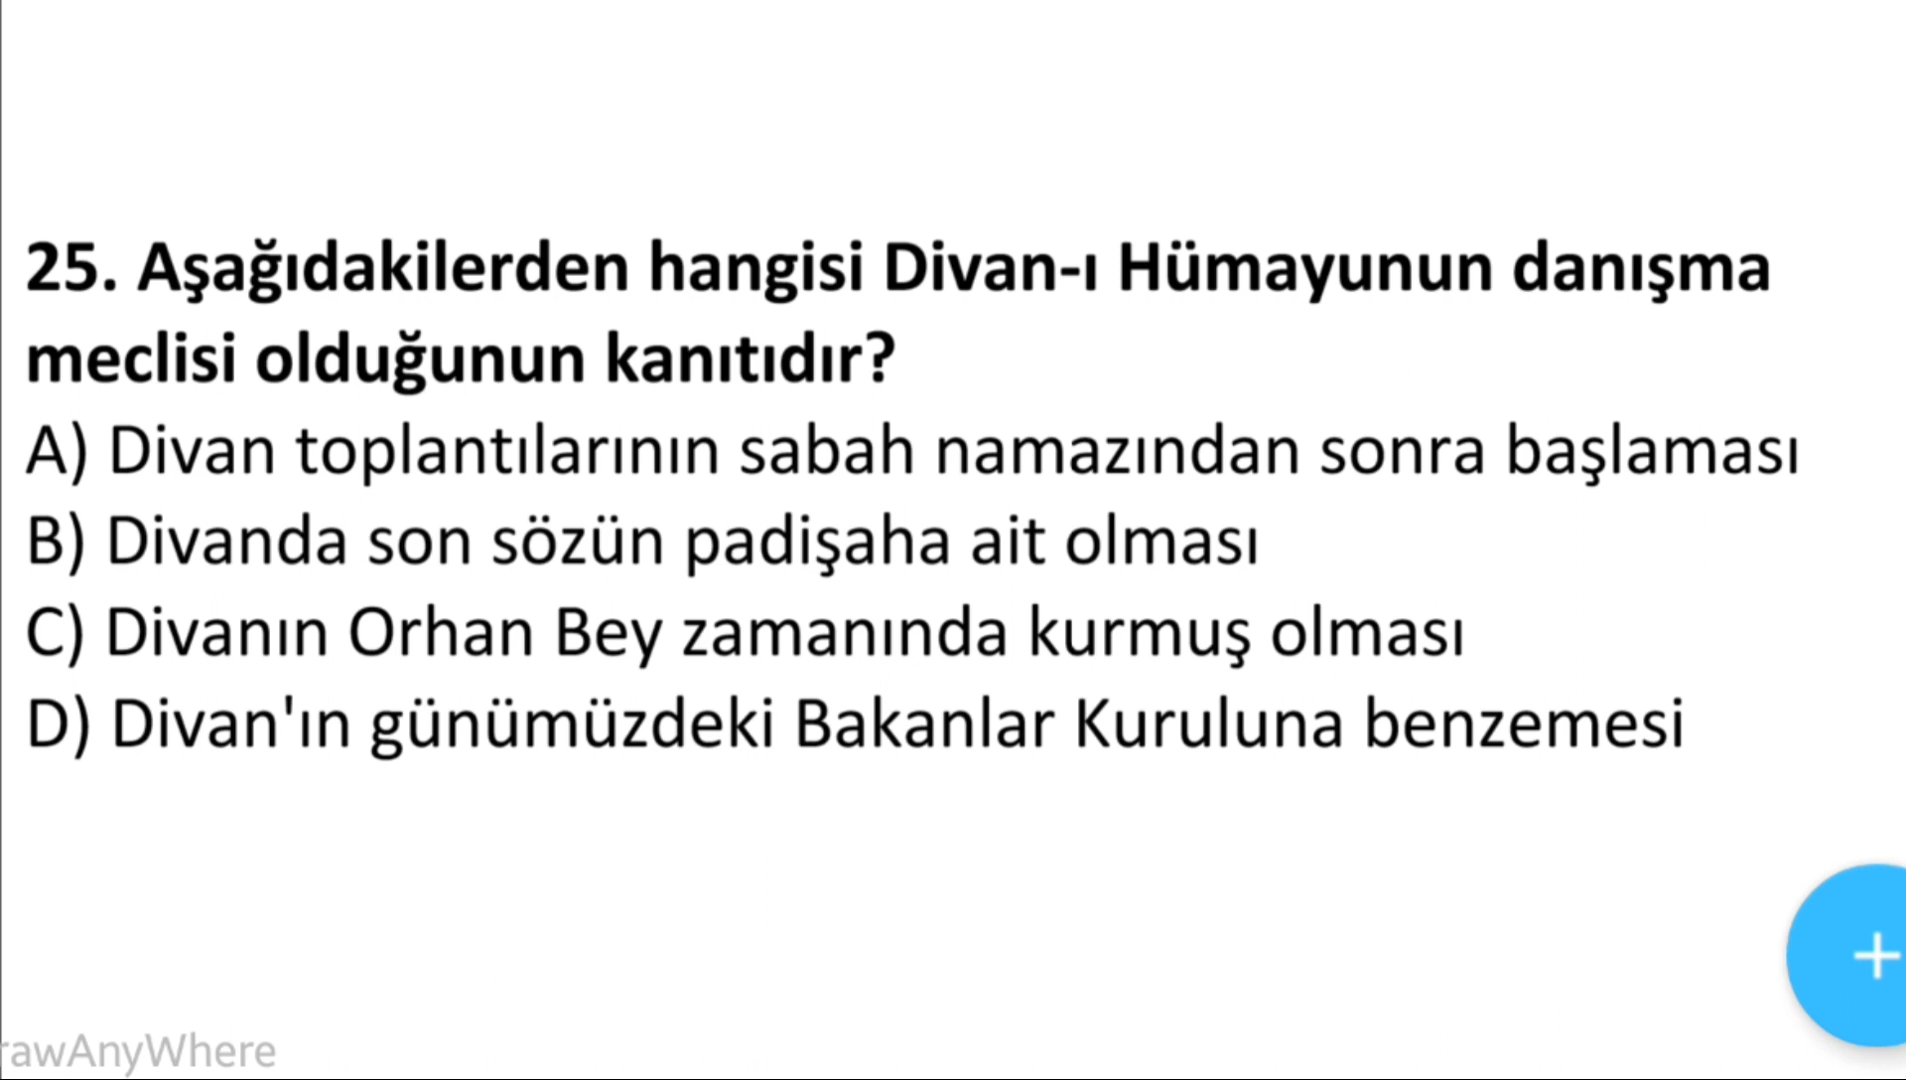 25. Aşağıdakilerden hangisi Divan-ı Hümayunun danışma
meclisi olduğunun kanıtıdır?
A) Divan toplantılarının sabah namazından sonra başlaması
B) Divanda son sözün padişaha ait olması
C) Divanın Orhan Bey zamanında kurmuş olması
D) Divan'ın günümüzdeki Bakanlar Kuruluna benzemesi
+
rawAnyWhere